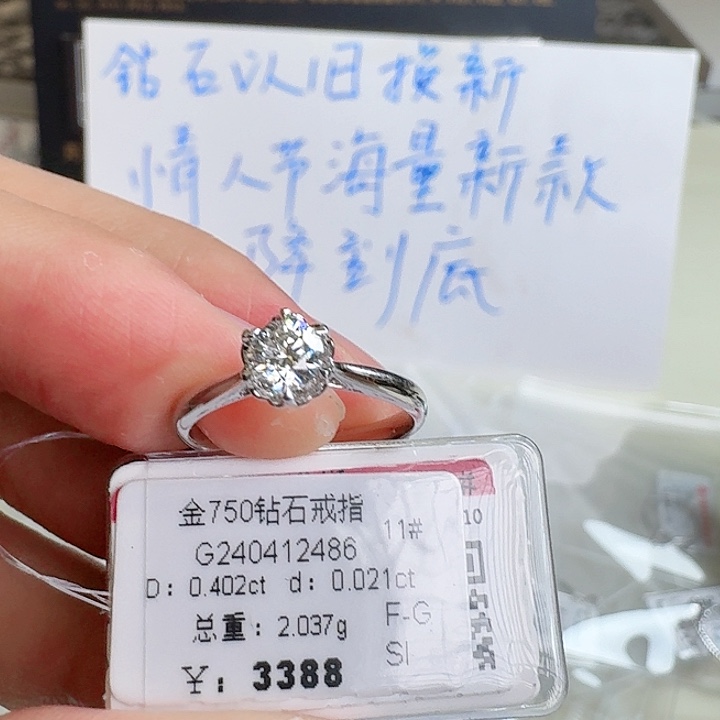 钻石以旧换新
情人节海量新款
降到底
金750钻石戒指
11#
G240412486
D: 0.402ct d: 0.021ct
总重: 2.037g
F-G
SI
¥: 3388
10